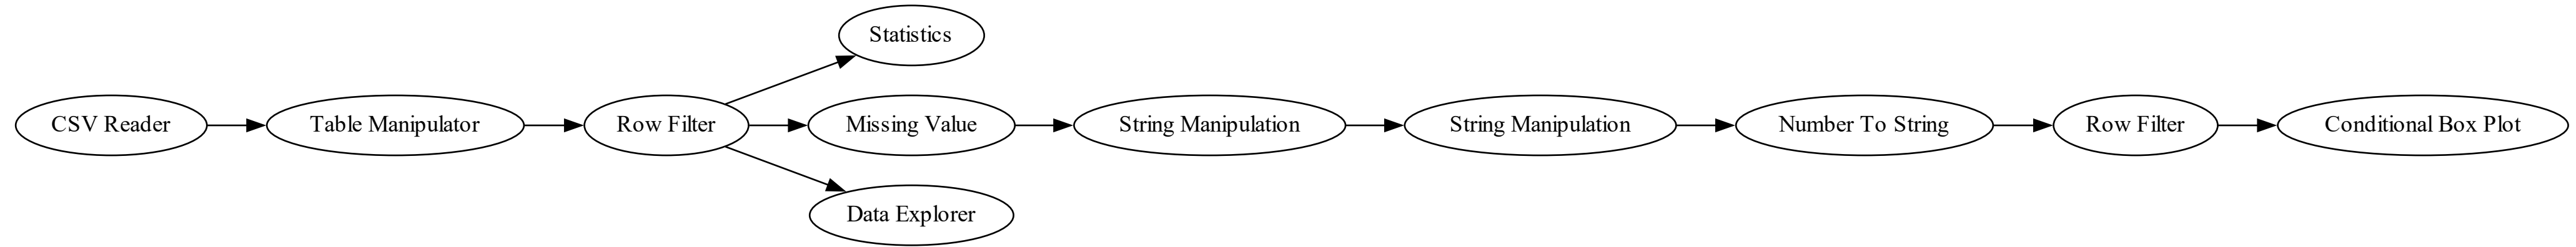 CSV Reader
Table Manipulator
Row Filter
Statistics
Missing Value
Data Explorer
String Manipulation
String Manipulation
Number To String
Row Filter
Conditional Box Plot